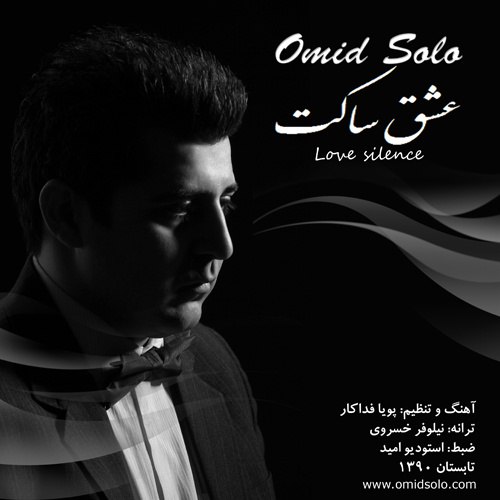 Omid Solo
عشق ساکت
Love silence
آهنگ و تنظیم: پویا فداکار
ترانه: نیلوفر خسروی
ضبط: استودیو امید
تابستان ۱۳۹۰
www.omidsolo.com